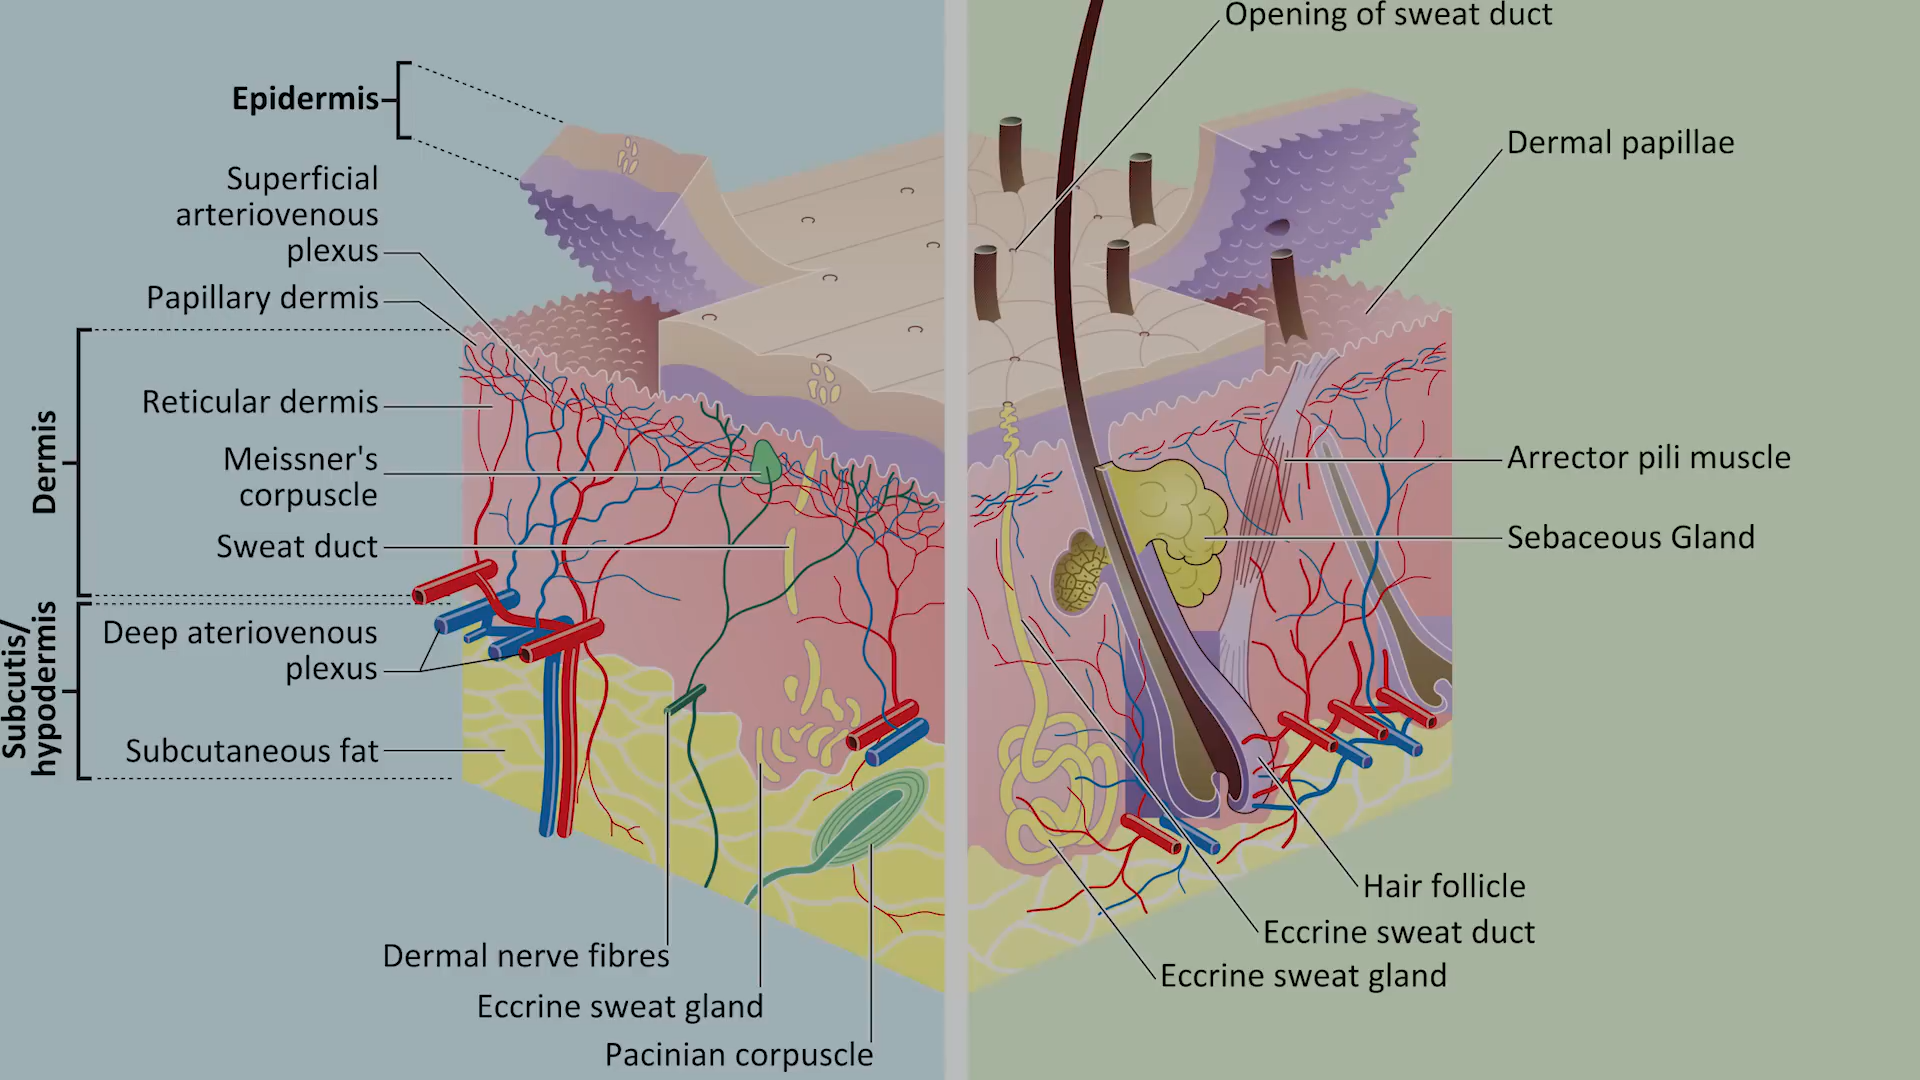 Epidermis
Superficial
arteriovenous
plexus
Papillary dermis
Dermis
Reticular dermis
Meissner's
corpuscle
Sweat duct
Subcutis/
hypodermis
Deep ateriovenous
plexus
Subcutaneous fat
Dermal nerve fibres
Eccrine sweat gland
Pacinian corpuscle
Opening of sweat duct
Dermal papillae
Arrector pili muscle
Sebaceous Gland
Hair follicle
Eccrine sweat duct
Eccrine sweat gland